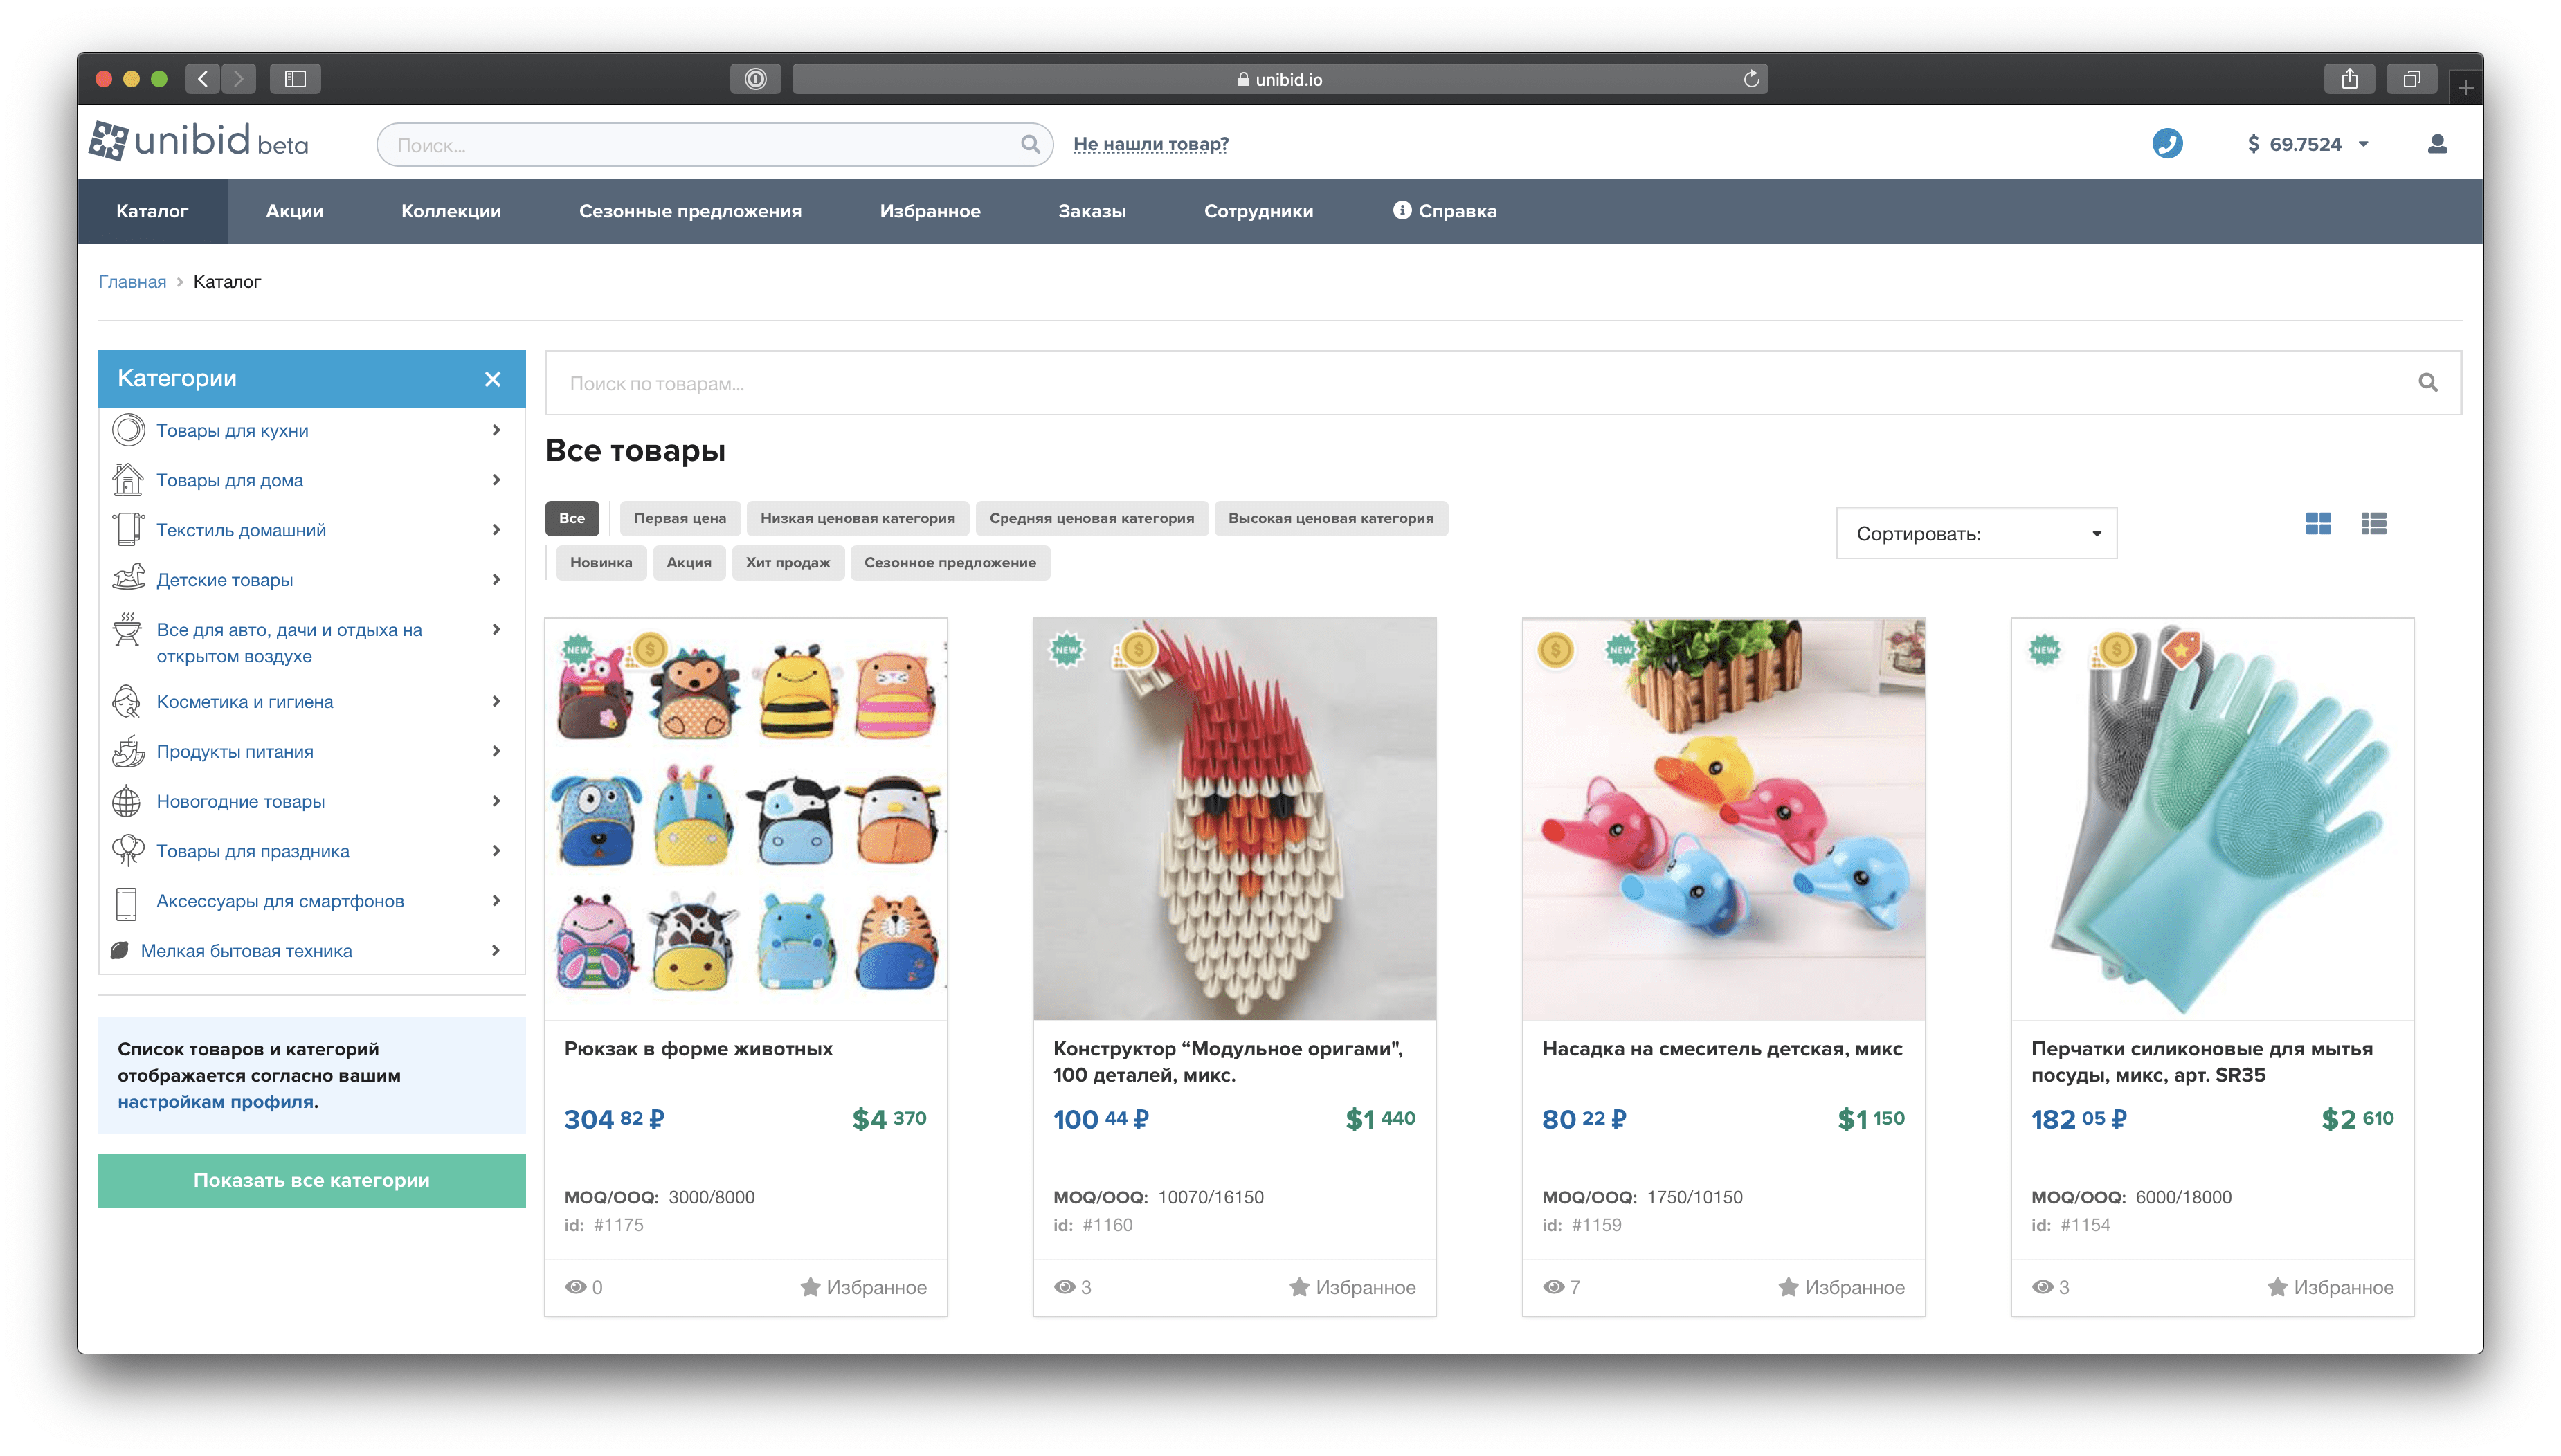 unibid.io
unibid beta
Поиск...
Не нашли товар?
$ 69.7524
Каталог
Акции
Коллекции
Сезонные предложения
Избранное
Заказы
Сотрудники
Справка
Главная > Каталог
Категории
Товары для кухни
Товары для дома
Текстиль домашний
Детские товары
Все для авто, дачи и отдыха на
открытом воздухе
Косметика и гигиена
Продукты питания
Новогодние товары
Товары для праздника
Аксессуары для смартфонов
Мелкая бытовая техника
Список товаров и категорий
отображается согласно вашим
настройкам профиля.
Показать все категории
Поиск по товарам...
Все товары
Все
Первая цена
Низкая ценовая категория
Средняя ценовая категория
Высокая ценовая категория
Новинка
Акция
Хит продаж
Сезонное предложение
Сортировать:
NEW
Рюкзак в форме животных
304 82 ₽ $4 370
MOQ/OOQ: 3000/8000
id: #1175
0 Избранное
NEW
Конструктор “Модульное оригами",
100 деталей, микс.
100 44 ₽ $1 440
MOQ/OOQ: 10070/16150
id: #1160
3 Избранное
NEW
Насадка на смеситель детская, микс
80 22 ₽ $1 150
MOQ/OOQ: 1750/10150
id: #1159
7 Избранное
NEW
Перчатки силиконовые для мытья
посуды, микс, арт. SR35
182 05 ₽ $2 610
MOQ/OOQ: 6000/18000
id: #1154
3 Избранное